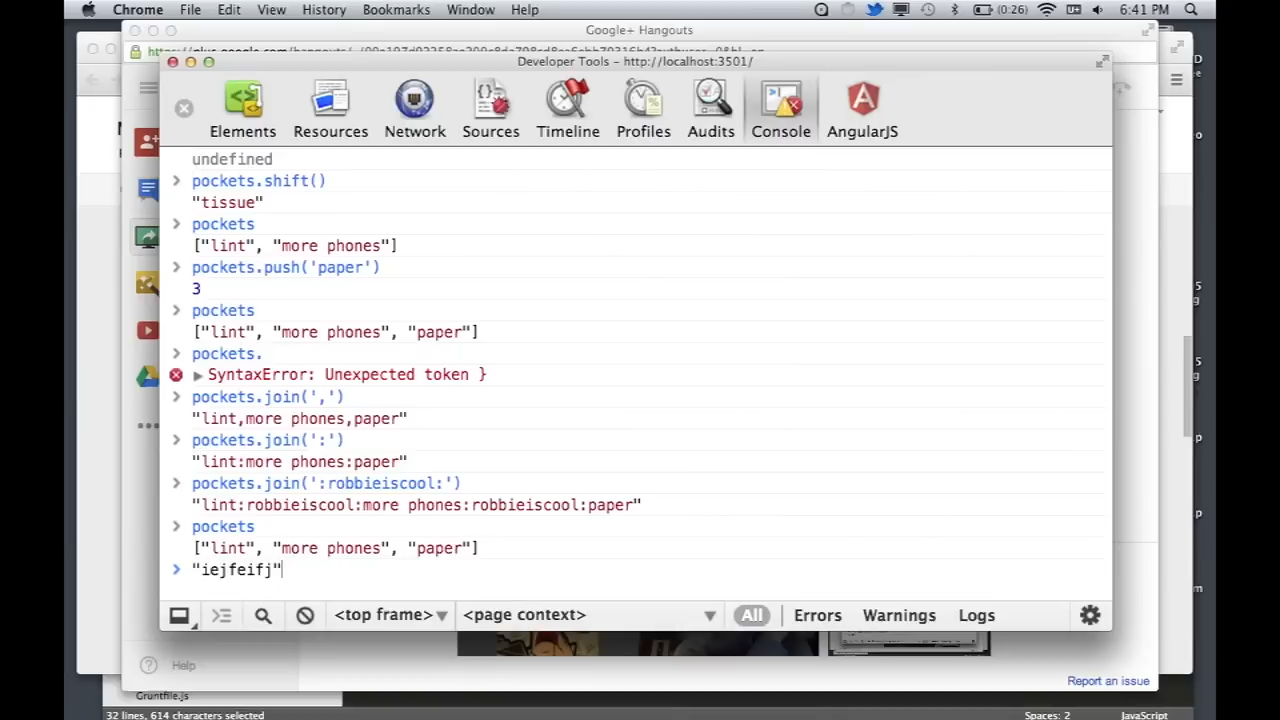 Chrome File Edit View History Bookmarks Window Help (0:26) 6:41 PM
Google+ Hangouts
Developer Tools - http://localhost:3501/
Elements Resources Network Sources Timeline Profiles Audits Console AngularJS
undefined
> pockets.shift()
"tissue"
> pockets
["lint", "more phones"]
> pockets.push('paper')
3
> pockets
["lint", "more phones", "paper"]
> pockets.
SyntaxError: Unexpected token }
> pockets.join(',')
"lint,more phones,paper"
> pockets.join(':')
"lint:more phones:paper"
> pockets.join(':robbieiscool:')
"lint:robbieiscool:more phones:robbieiscool:paper"
> pockets
["lint", "more phones", "paper"]
> "iejfeifj"
<top frame> <page context> All Errors Warnings Logs
Help
Report an issue
Gruntfile.js
32 lines, 614 characters selected Spaces: 2 JavaScript